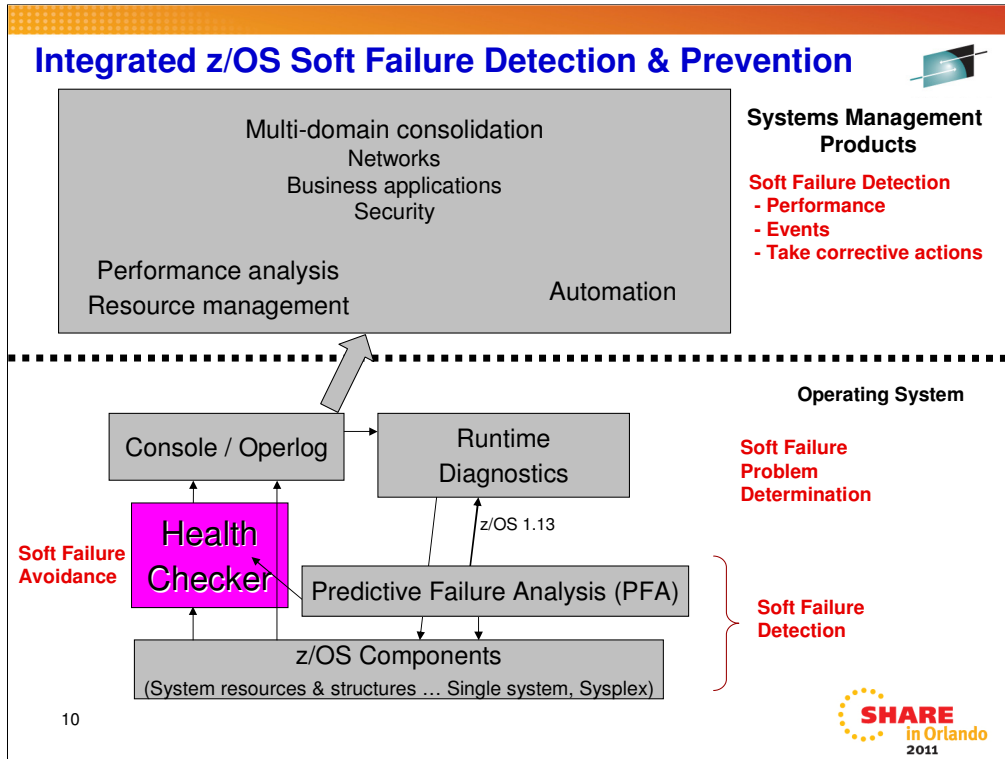 Integrated z/OS Soft Failure Detection & Prevention
Multi-domain consolidation
Networks
Business applications
Security
Performance analysis
Resource management
Automation
Systems Management
Products
Soft Failure Detection
- Performance
- Events
- Take corrective actions
Operating System
Console / Operlog
Runtime
Diagnostics
Soft Failure
Problem
Determination
z/OS 1.13
Health
Checker
Soft Failure
Avoidance
Predictive Failure Analysis (PFA)
Soft Failure
Detection
z/OS Components
(System resources & structures … Single system, Sysplex)
10
SHARE
in Orlando
2011